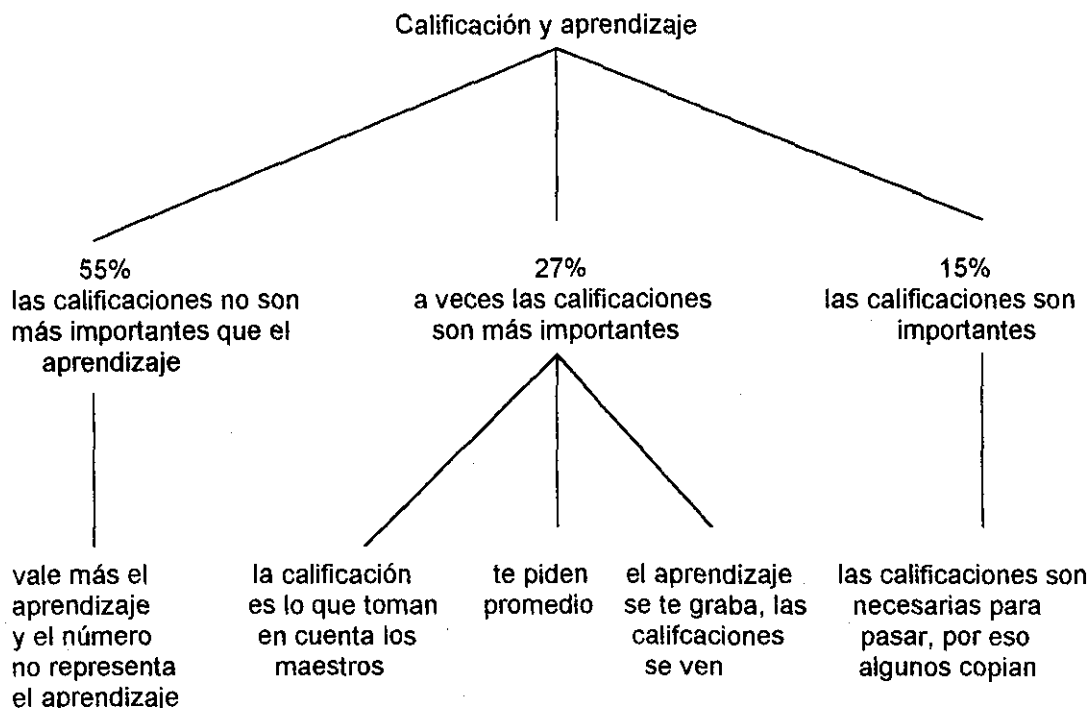 Calificación y aprendizaje
55%
las calificaciones no son
más importantes que el
aprendizaje
27%
a veces las calificaciones
son más importantes
15%
las calificaciones son
importantes
vale más el
aprendizaje
y el número
no representa
el aprendizaje
la calificación
es lo que toman
en cuenta los
maestros
te piden
promedio
el aprendizaje
se te graba, las
califcaciones
se ven
las calificaciones son
necesarias para
pasar, por eso
algunos copian